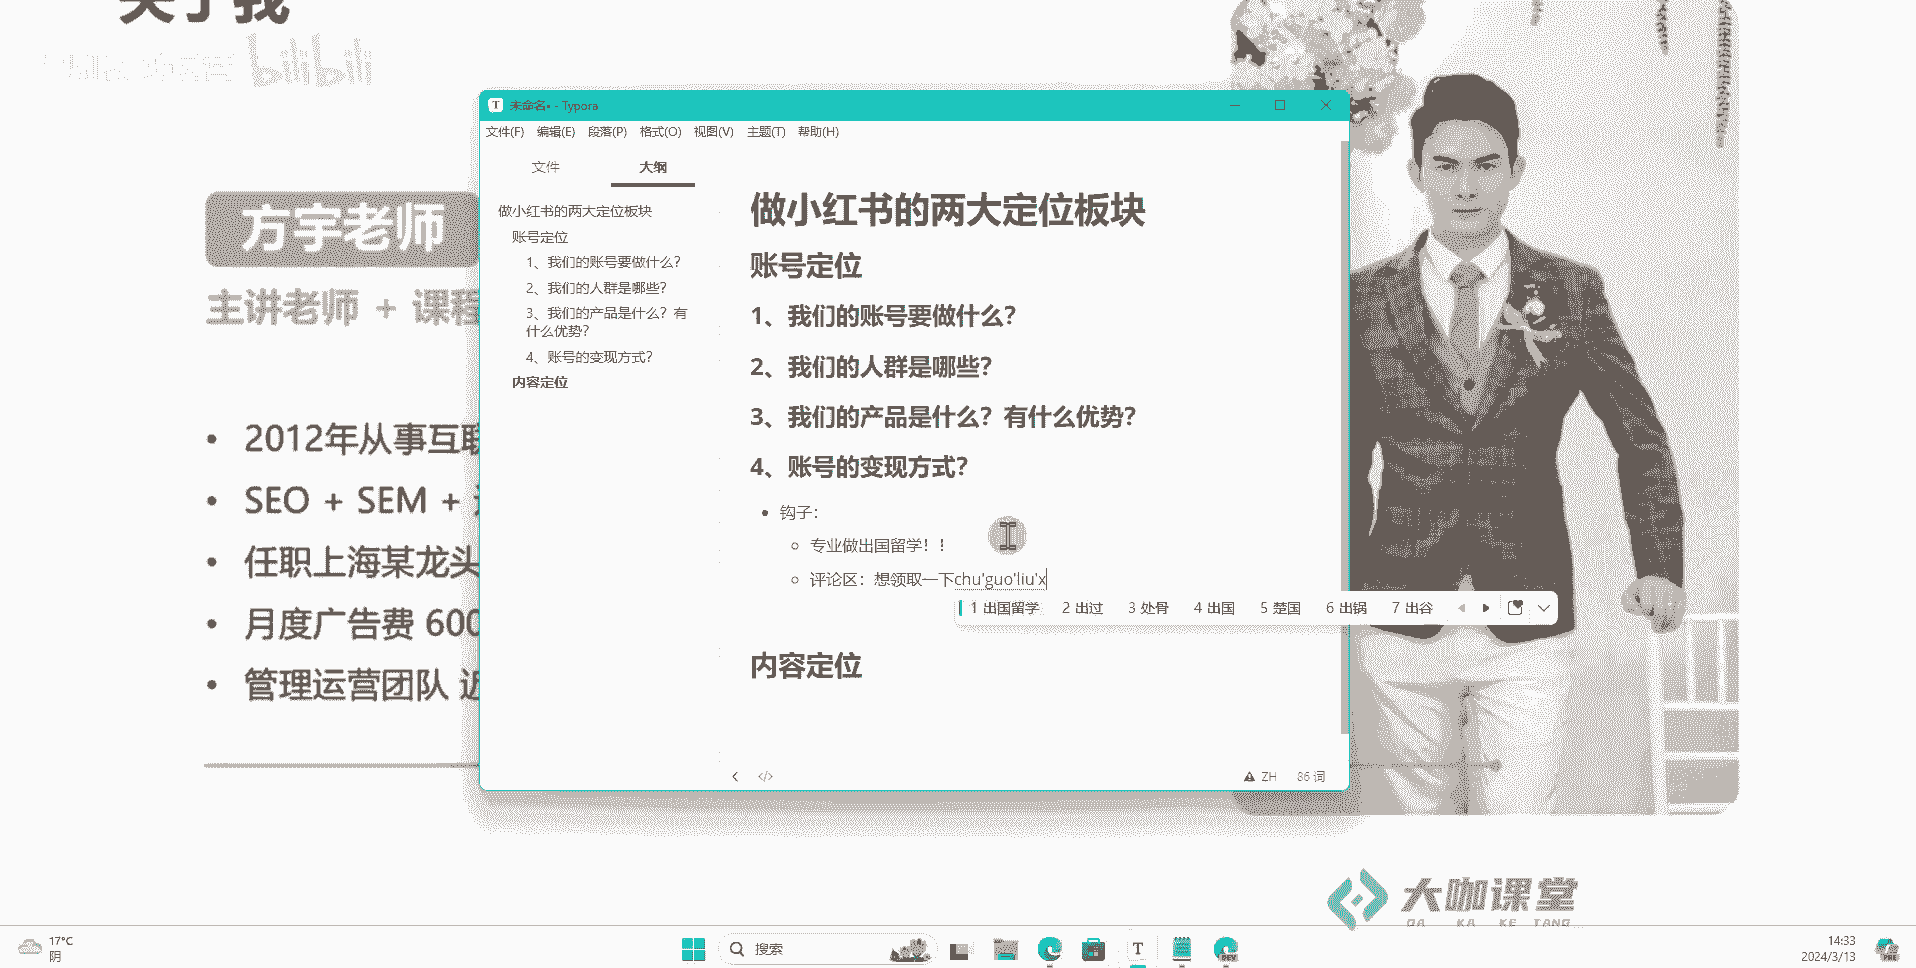 关于我
bilibili
方宇老师
主讲老师 + 课程
• 2012年从事互联
• SEO + SEM +
• 任职上海某龙头
• 月度广告费 600
• 管理运营团队 近
未命名• - Typora
文件(F) 编辑(E) 段落(P) 格式(O) 视图(V) 主题(T) 帮助(H)
文件 大纲
做小红书的两大定位板块
账号定位
1、我们的账号要做什么?
2、我们的人群是哪些?
3、我们的产品是什么?有
什么优势?
4、账号的变现方式?
内容定位
做小红书的两大定位板块
账号定位
1、我们的账号要做什么?
2、我们的人群是哪些?
3、我们的产品是什么?有什么优势?
4、账号的变现方式?
• 钩子:
专业做出国留学!!
评论区:想领取一下chu'guo'liu'x
1 出国留学 2 出过 3 处骨 4 出国 5 楚国 6 出锅 7 出谷
内容定位
ZH 86 词
大咖课堂
DA KA KE TANG
17°C
阴
搜索
14:33
2024/3/13